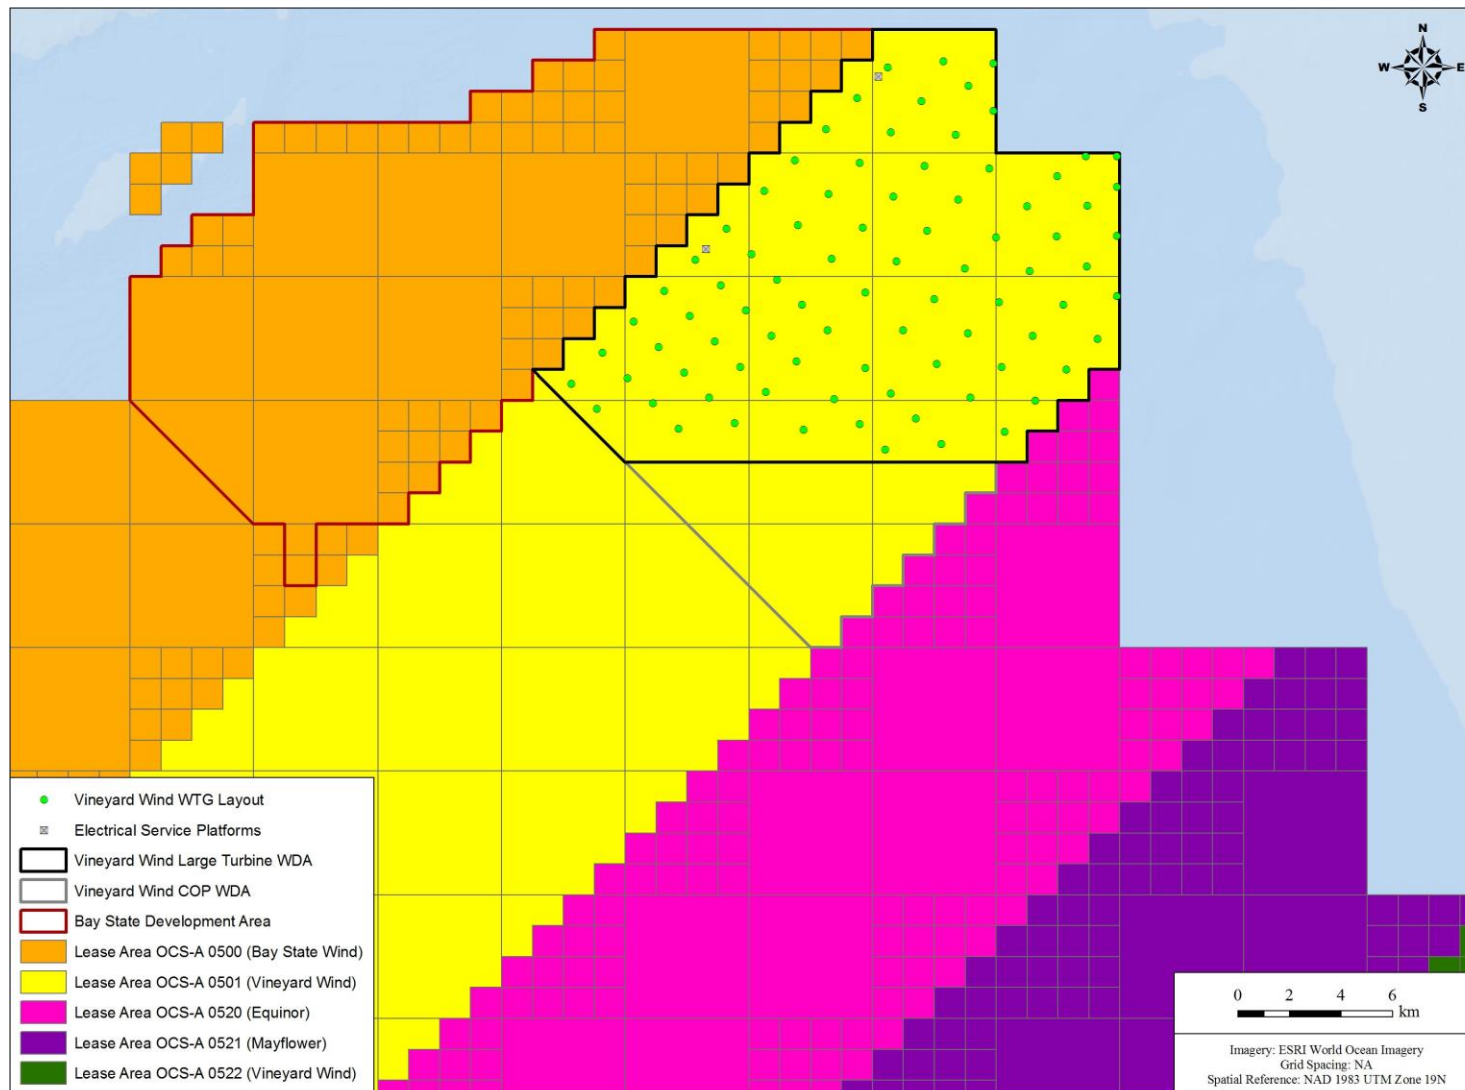 N
W E
S
Vineyard Wind WTG Layout
Electrical Service Platforms
Vineyard Wind Large Turbine WDA
Vineyard Wind COP WDA
Bay State Development Area
Lease Area OCS-A 0500 (Bay State Wind)
Lease Area OCS-A 0501 (Vineyard Wind)
Lease Area OCS-A 0520 (Equinor)
Lease Area OCS-A 0521 (Mayflower)
Lease Area OCS-A 0522 (Vineyard Wind)
0 2 4 6
km
Imagery: ESRI World Ocean Imagery
Grid Spacing: NA
Spatial Reference: NAD 1983 UTM Zone 19N